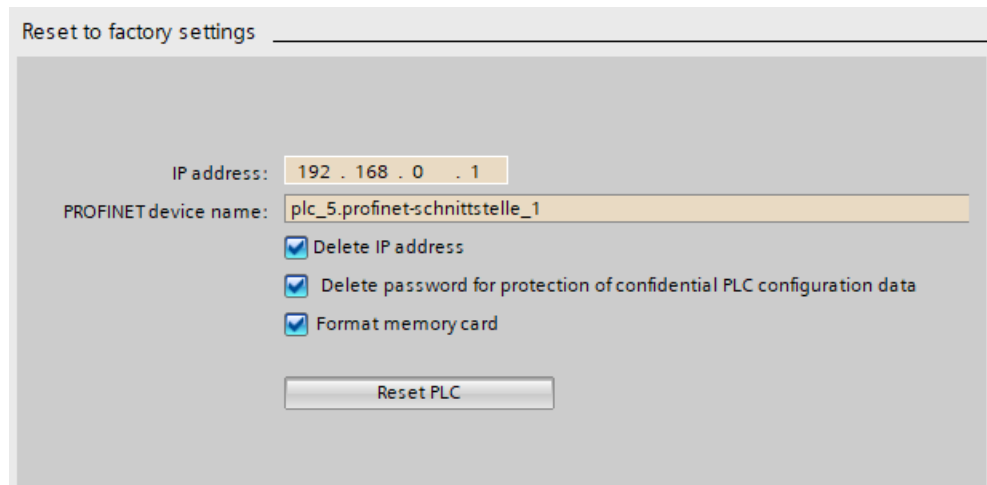 Reset to factory settings
IP address: 192 . 168 . 0 . 1
PROFINET device name: plc_5.profinet-schnittstelle_1
Delete IP address
Delete password for protection of confidential PLC configuration data
Format memory card
Reset PLC